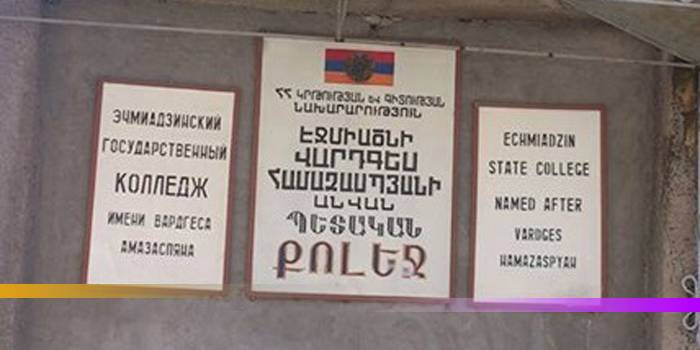 ЭЧМИАДЗИНСКИЙ
ГОСУДАРСТВЕННЫЙ
КОЛЛЕДЖ
ИМЕНИ ВАРДГЕСА
АМАЗАСПЯНА
ՀՀ ԿՐԹՈՒԹՅԱՆ ԵՎ ԳԻՏՈՒԹՅԱՆ
ՆԱԽԱՐԱՐՈՒԹՅՈՒՆ
ԷՋՄԻԱԾՆԻ
ՎԱՐԴԳԵՍ
ՀԱՄԱԶԱՍՊՅԱՆԻ
ԱՆՎԱՆ
ՊԵՏԱԿԱՆ
ՔՈԼԵՋ
ECHMIADZIN
STATE COLLEGE
NAMED AFTER
VARDGES
HAMAZASPYAN